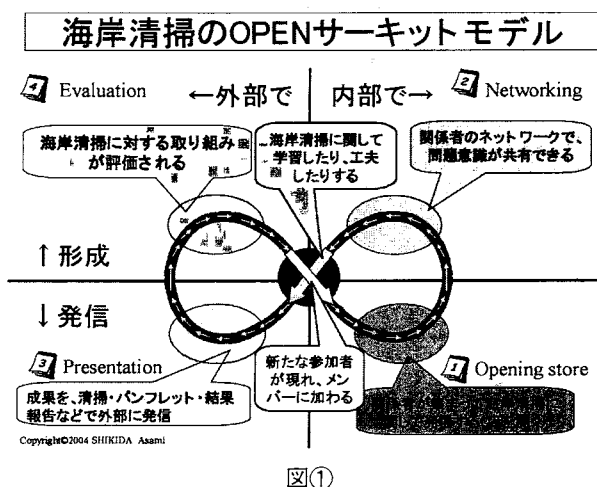 海岸清掃のOPENサーキットモデル
4 Evaluation
←外部で
内部で→
2 Networking
海岸清掃に対する取り組み
が評価される
海岸清掃に関して
学習したり、工夫
したりする
関係者のネットワークで、
問題意識が共有できる
↑形成
↓発信
3 Presentation
成果を、清掃・パンフレット・結果
報告などで外部に発信
新たな参加者
が現れ、メン
バーに加わる
1 Opening store
Copyright©2004 SHIKIDA Asami
図①